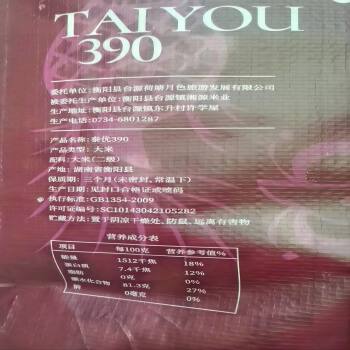 TAIYOU
390
委托单位:衡阳县台源荷塘月色旅游发展有限公司
被委托生产单位:衡阳县台源镇湘源米业
生产地址:衡阳县台源镇东升村许学屋
生产电话:0734-6801287
产品名称:泰优390
产品类型:大米
配料:大米(二级)
产地:湖南省衡阳县
保质期:三个月(未密封、常温下)
生产日期:见封口合格证或喷码
执行标准:GB1354-2009
许可证编号:SC10143042105282
贮藏方法:置于阴凉干燥处、防鼠、远离有害物
营养成分表
项目 每100克 营养参考值%
能量 1512千焦 18%
蛋白质 7.4千焦 12%
脂肪 0克 0%
碳水化合物 81.3克 27%
钠 0毫克 0%